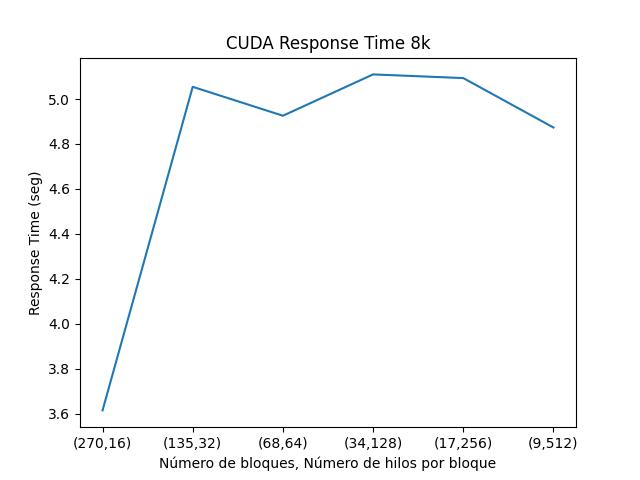 CUDA Response Time 8k
Response Time (seg)
5.0
4.8
4.6
4.4
4.2
4.0
3.8
3.6
(270,16) (135,32) (68,64) (34,128) (17,256) (9,512)
Número de bloques, Número de hilos por bloque